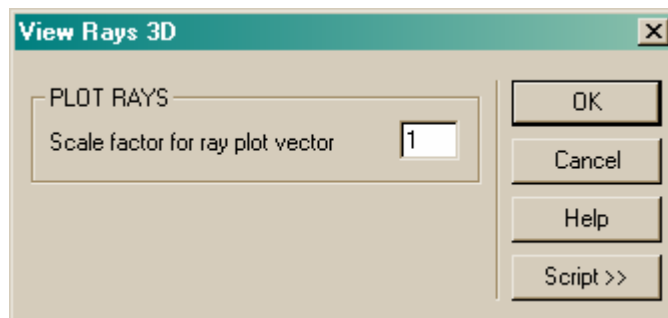 View Rays 3D
PLOT RAYS
Scale factor for ray plot vector 1
OK
Cancel
Help
Script >>